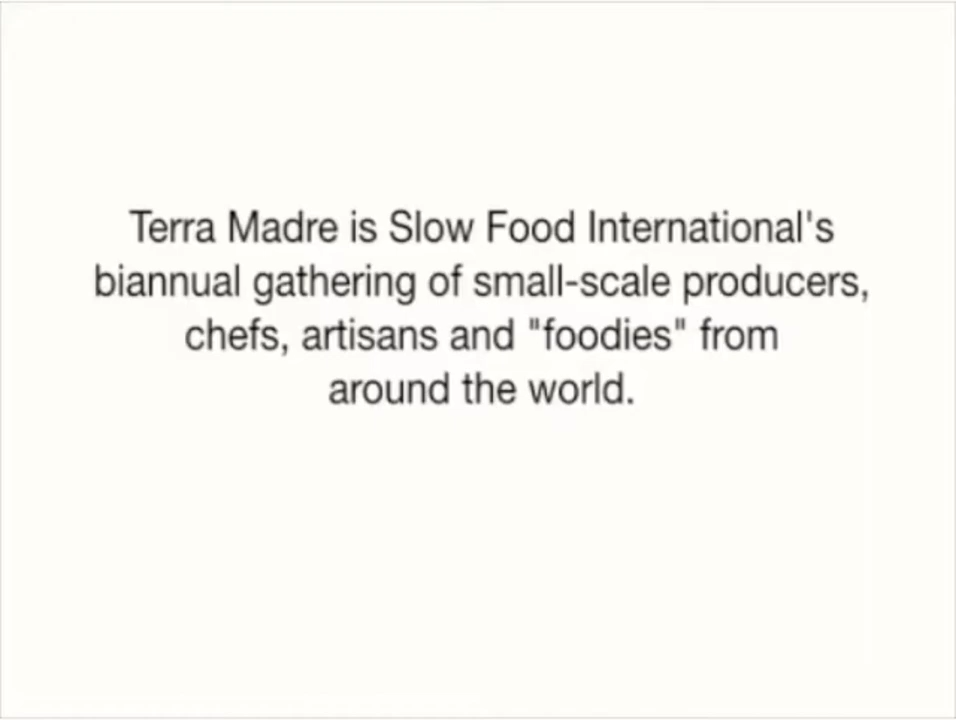 Terra Madre is Slow Food International's
biannual gathering of small-scale producers,
chefs, artisans and "foodies" from
around the world.